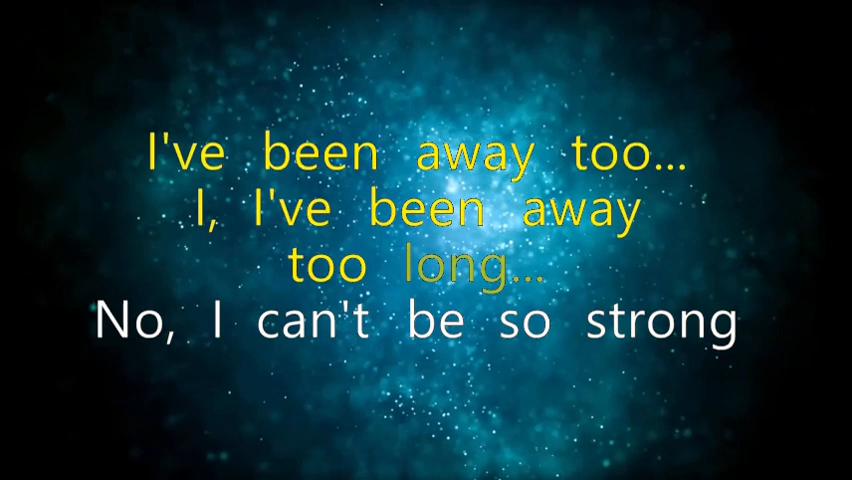 I've been away too...
I, I've been away
too long...
No, I can't be so strong